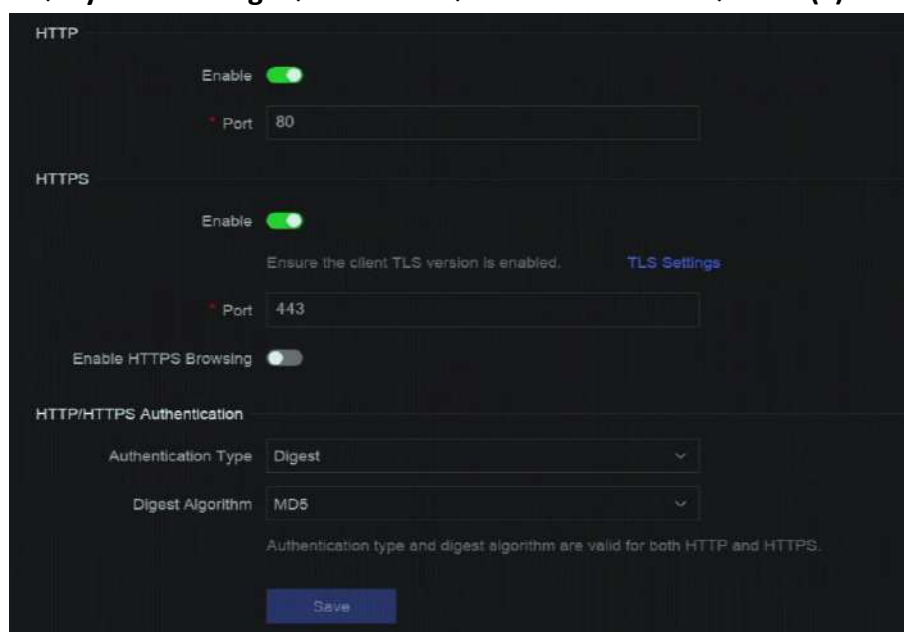 HTTP
Enable
* Port 80
HTTPS
Enable
Ensure the client TLS version is enabled. TLS Settings
* Port 443
Enable HTTPS Browsing
HTTP/HTTPS Authentication
Authentication Type Digest
Digest Algorithm MD5
Authentication type and digest algorithm are valid for both HTTP and HTTPS.
Save